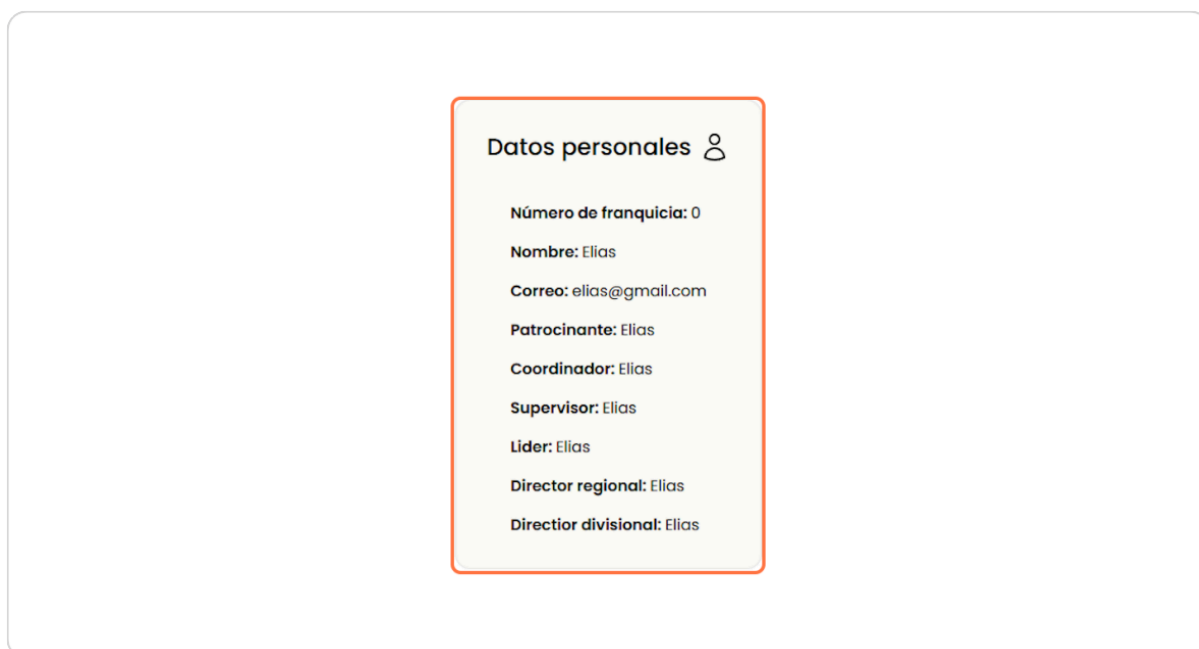 Datos personales
Número de franquicia: 0
Nombre: Elias
Correo: elias@gmail.com
Patrocinante: Elias
Coordinador: Elias
Supervisor: Elias
Lider: Elias
Director regional: Elias
Directior divisional: Elias